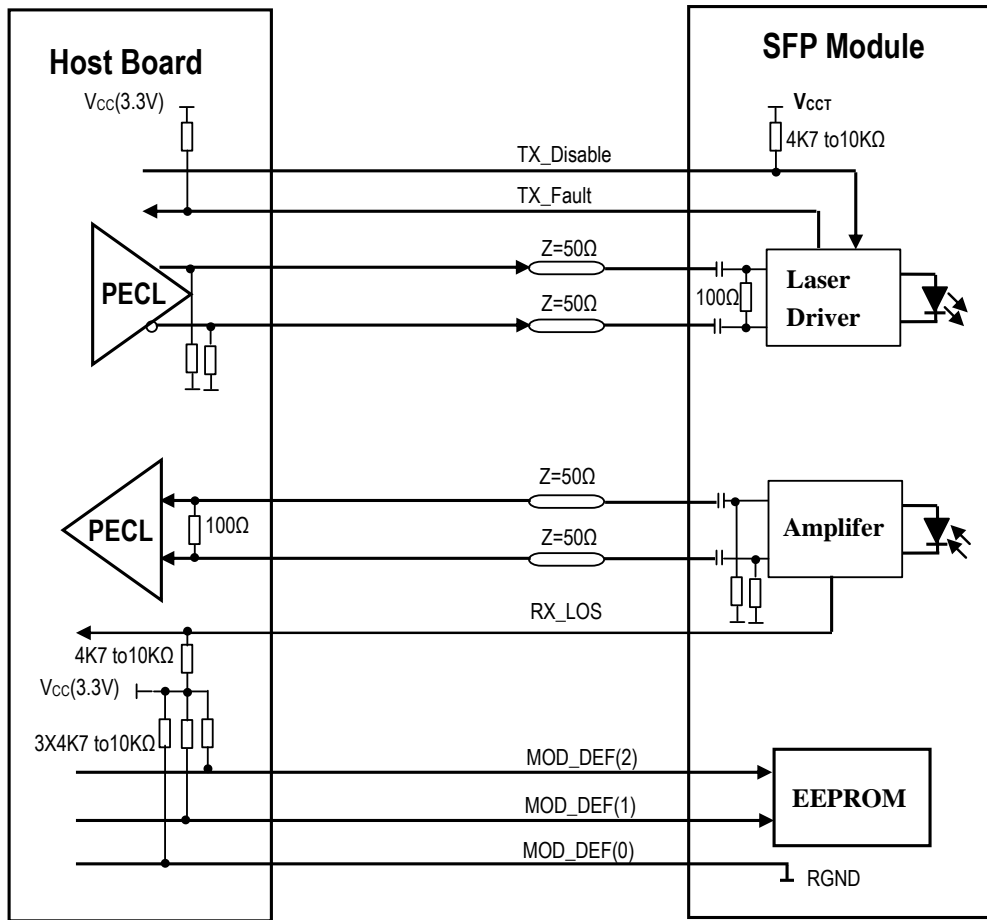 Host Board
SFP Module
VCC(3.3V)
VCCT
4K7 to10KΩ
TX_Disable
TX_Fault
Z=50Ω
PECL
100Ω
Laser
Driver
Z=50Ω
Z=50Ω
PECL
100Ω
Amplifer
Z=50Ω
RX_LOS
4K7 to10KΩ
VCC(3.3V)
3X4K7 to10KΩ
MOD_DEF(2)
EEPROM
MOD_DEF(1)
MOD_DEF(0)
RGND